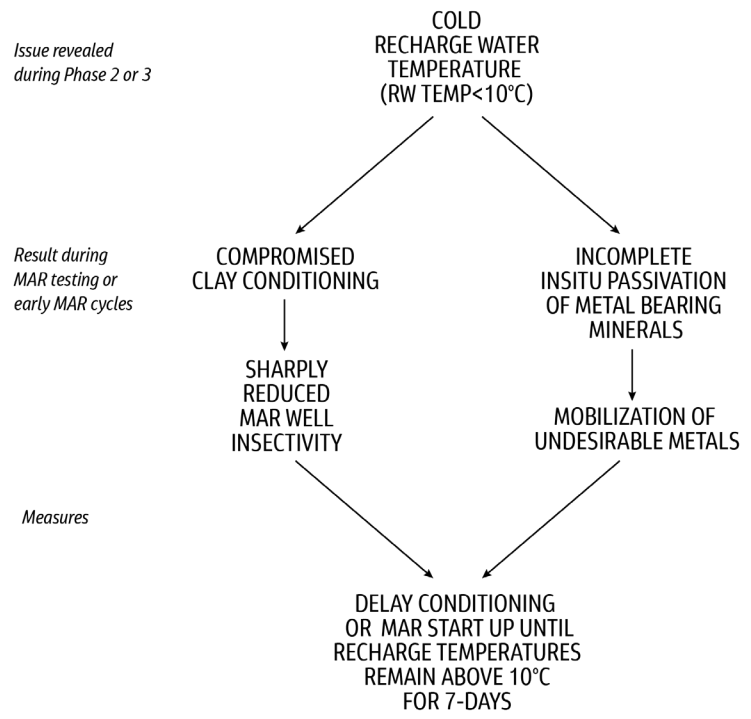 Issue revealed
during Phase 2 or 3
COLD
RECHARGE WATER
TEMPERATURE
(RW TEMP<10°C)
Result during
MAR testing or
early MAR cycles
COMPROMISED
CLAY CONDITIONING
INCOMPLETE
INSITU PASSIVATION
OF METAL BEARING
MINERALS
SHARPLY
REDUCED
MAR WELL
INSECTIVITY
MOBILIZATION OF
UNDESIRABLE METALS
Measures
DELAY CONDITIONING
OR MAR START UP UNTIL
RECHARGE TEMPERATURES
REMAIN ABOVE 10°C
FOR 7-DAYS